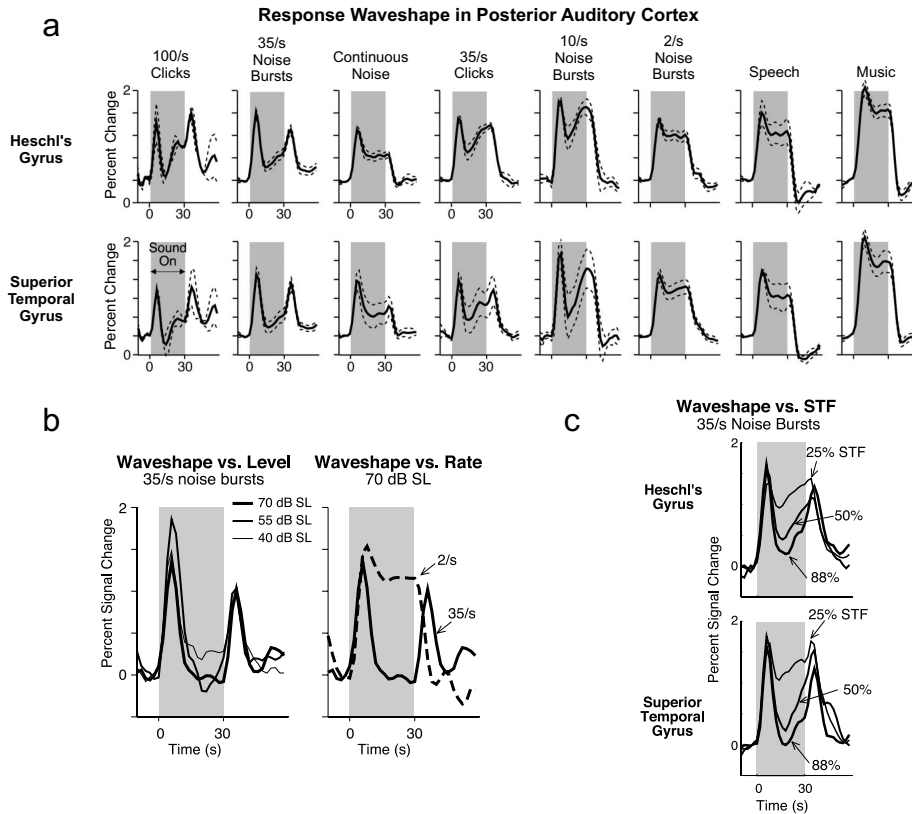 a
Response Waveshape in Posterior Auditory Cortex
100/s
Clicks
35/s
Noise
Bursts
Continuous
Noise
35/s
Clicks
10/s
Noise
Bursts
2/s
Noise
Bursts
Speech
Music
Heschl's
Gyrus
Percent Change
2
0
0 30
0 30
0 30
0 30
Superior
Temporal
Gyrus
Percent Change
2
0
Sound
On
0 30
0 30
0 30
0 30
b
Waveshape vs. Level
35/s noise bursts
70 dB SL
55 dB SL
40 dB SL
Percent Signal Change
2
0
0 30
Time (s)
Waveshape vs. Rate
70 dB SL
2/s
35/s
0 30
Time (s)
c
Waveshape vs. STF
35/s Noise Bursts
Heschl's
Gyrus
Superior
Temporal
Gyrus
Percent Signal Change
2
0
25% STF
50%
88%
2
0
25% STF
50%
88%
0 30
Time (s)